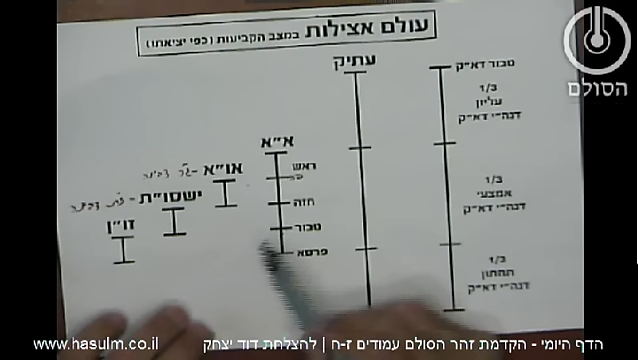 עולם אצילות במצב הקביעות (כפי יציאתו)
הסולם
טבור דא״ק
עתיק
1/3
עליון
דנה״י דא״ק
א״א
ראש
או״א
חזה
ישסו״ת
1/3
אמצעי
דנה״י דא״ק
טבור
זו״ן
פרסא
1/3
תחתון
דנה״י דא״ק
הדף היומי - הקדמת זהר הסולם עמודים ז-ח | להצלחת דוד יצחק
www.hasulm.co.il